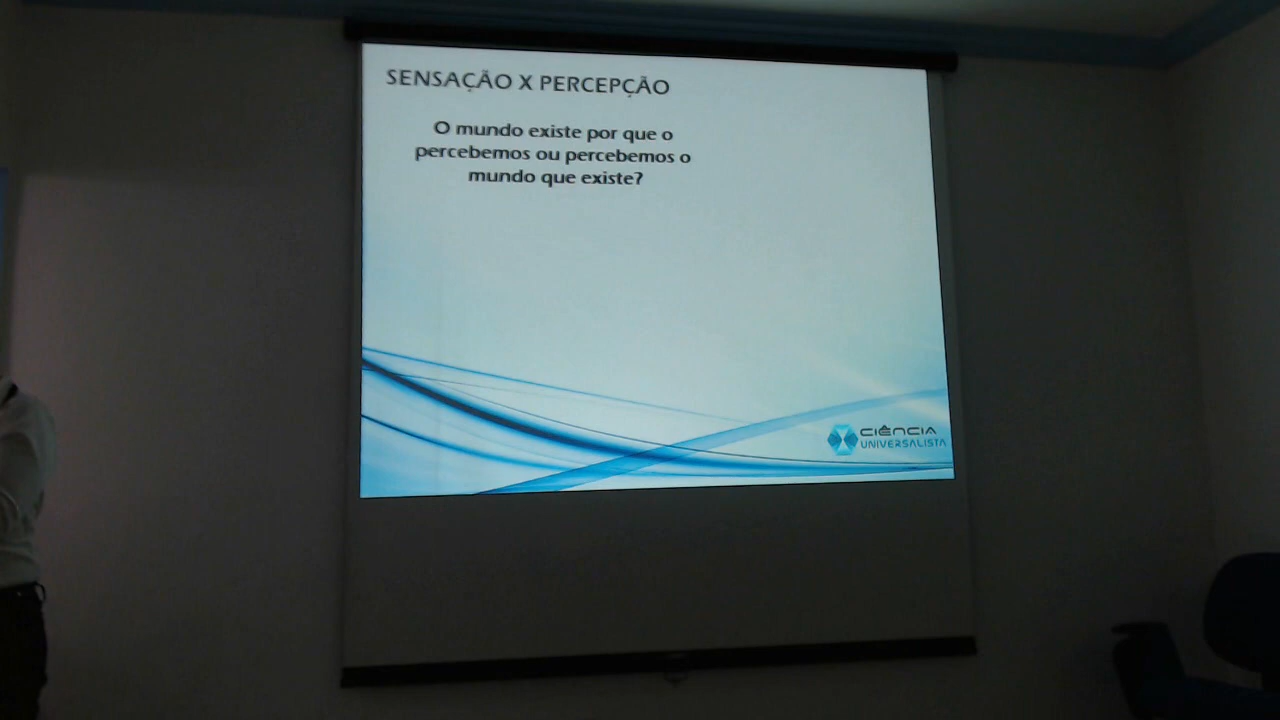 SENSAÇÃO X PERCEPÇÃO
O mundo existe por que o
percebemos ou percebemos o
mundo que existe?
CIÊNCIA
UNIVERSALISTA